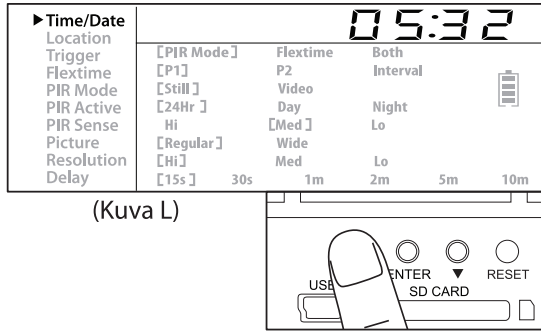 ▶Time/Date 05:32
Location
Trigger [PIR Mode] Flextime Both
Flextime [P1] P2 Interval
PIR Mode [Still] Video
PIR Active [24Hr ] Day Night
PIR Sense Hi [Med ] Lo
Picture [Regular] Wide
Resolution [Hi] Med Lo
Delay [15s ] 30s 1m 2m 5m 10m
(Kuva L)
ENTER ▼ RESET
SD CARD